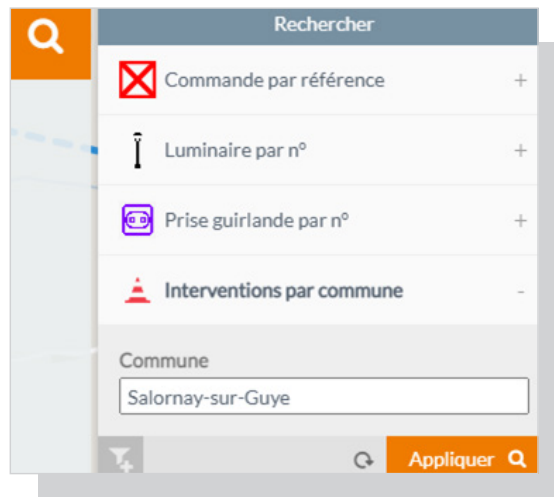 Rechercher
Commande par référence +
Luminaire par n° +
Prise guirlande par n° +
Interventions par commune -
Commune
Salornay-sur-Guye
Appliquer